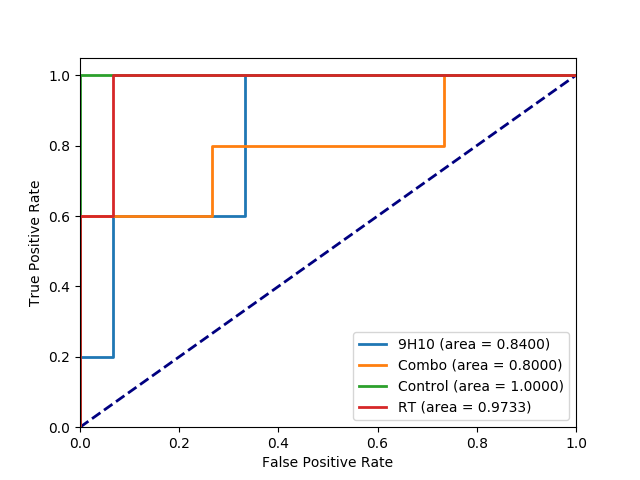 1.0
0.8
0.6
0.4
0.2
0.0
True Positive Rate
9H10 (area = 0.8400)
Combo (area = 0.8000)
Control (area = 1.0000)
RT (area = 0.9733)
0.0 0.2 0.4 0.6 0.8 1.0
False Positive Rate